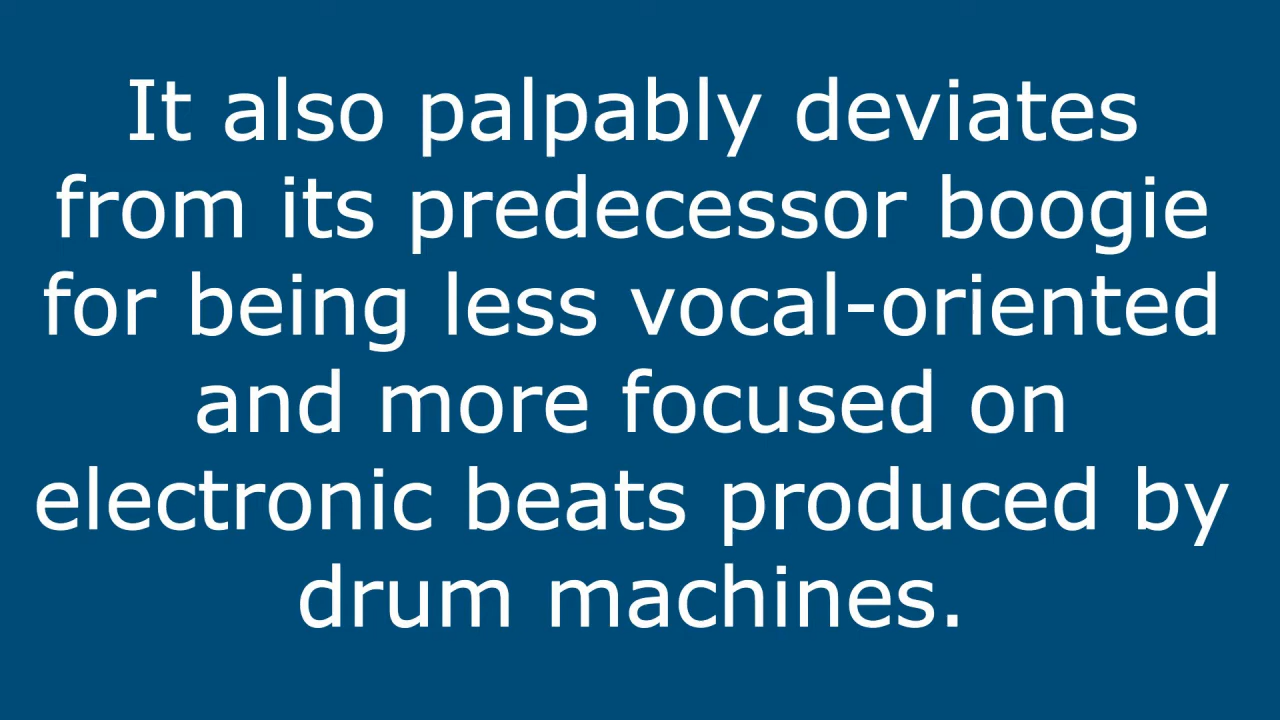 It also palpably deviates
from its predecessor boogie
for being less vocal-oriented
and more focused on
electronic beats produced by
drum machines.